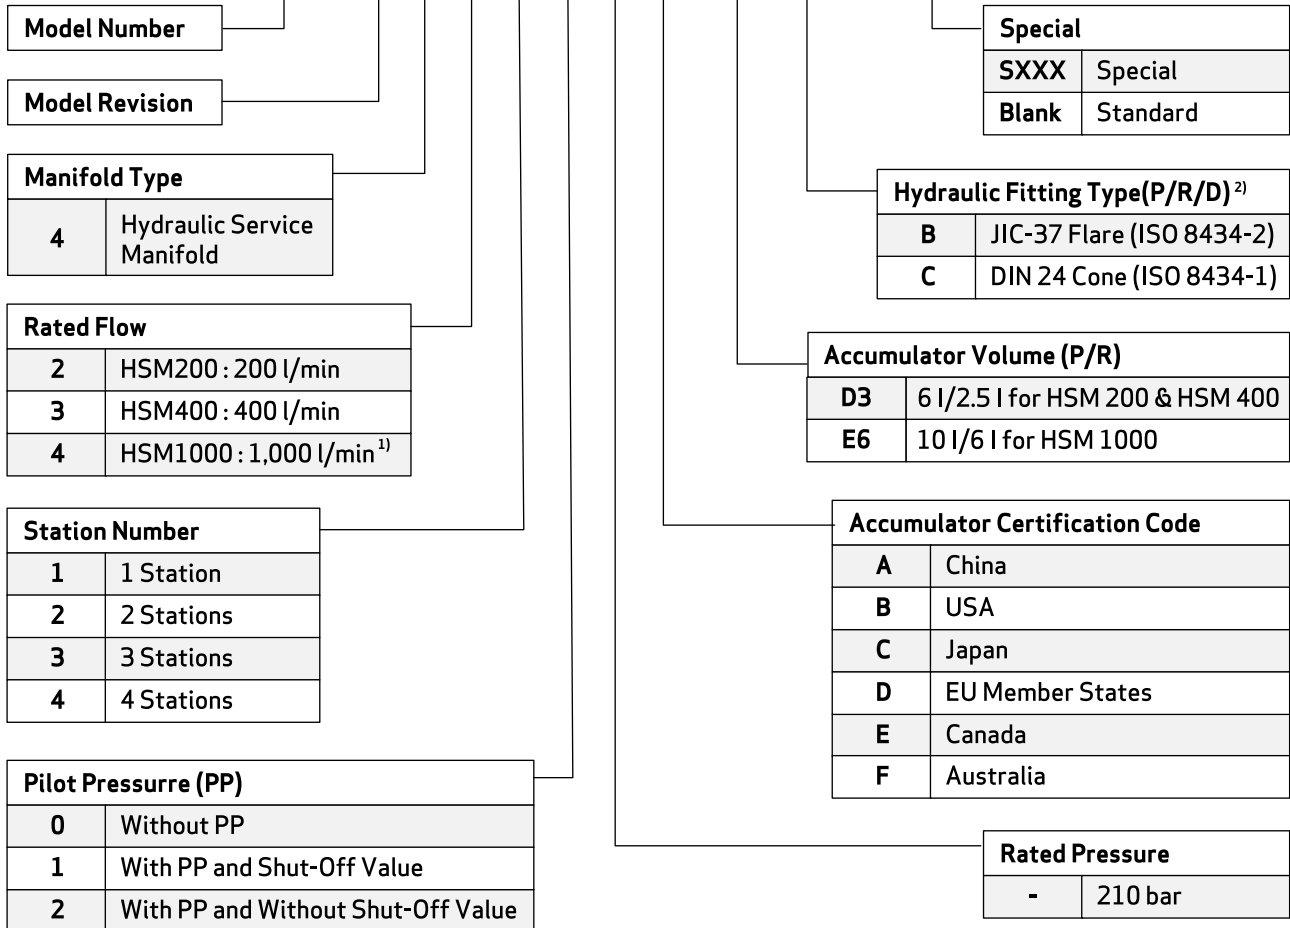 Model Number
Model Revision
Manifold Type
4 Hydraulic Service
Manifold
Rated Flow
2 HSM200 : 200 l/min
3 HSM400 : 400 l/min
4 HSM1000 : 1,000 l/min 1)
Station Number
1 1 Station
2 2 Stations
3 3 Stations
4 4 Stations
Pilot Pressurre (PP)
0 Without PP
1 With PP and Shut-Off Value
2 With PP and Without Shut-Off Value
Special
SXXX Special
Blank Standard
Hydraulic Fitting Type(P/R/D) 2)
B JIC-37 Flare (ISO 8434-2)
C DIN 24 Cone (ISO 8434-1)
Accumulator Volume (P/R)
D3 6 l/2.5 l for HSM 200 & HSM 400
E6 10 l/6 l for HSM 1000
Accumulator Certification Code
A China
B USA
C Japan
D EU Member States
E Canada
F Australia
Rated Pressure
- 210 bar